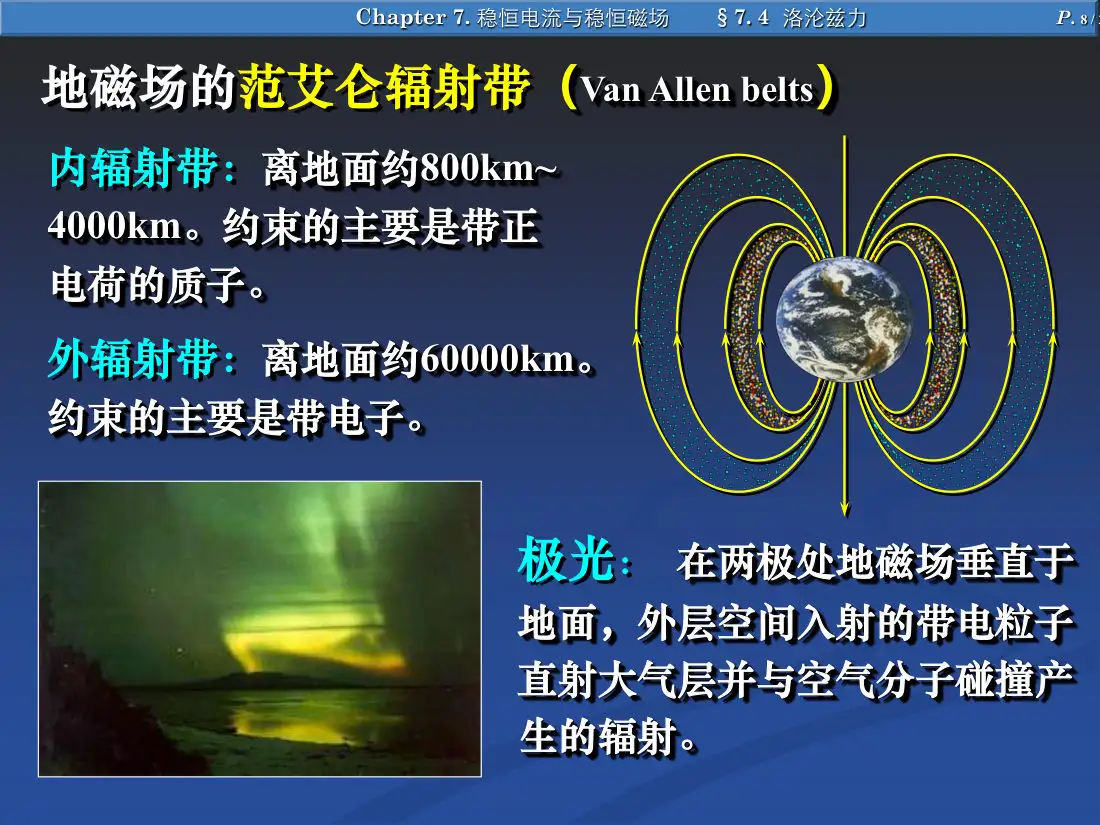 Chapter 7. 稳恒电流与稳恒磁场 §7. 4 洛沦兹力 P. 8 /
地磁场的范艾仑辐射带（Van Allen belts）
内辐射带：离地面约800km~
4000km。约束的主要是带正
电荷的质子。
外辐射带：离地面约60000km。
约束的主要是带电子。
极光： 在两极处地磁场垂直于
地面，外层空间入射的带电粒子
直射大气层并与空气分子碰撞产
生的辐射。